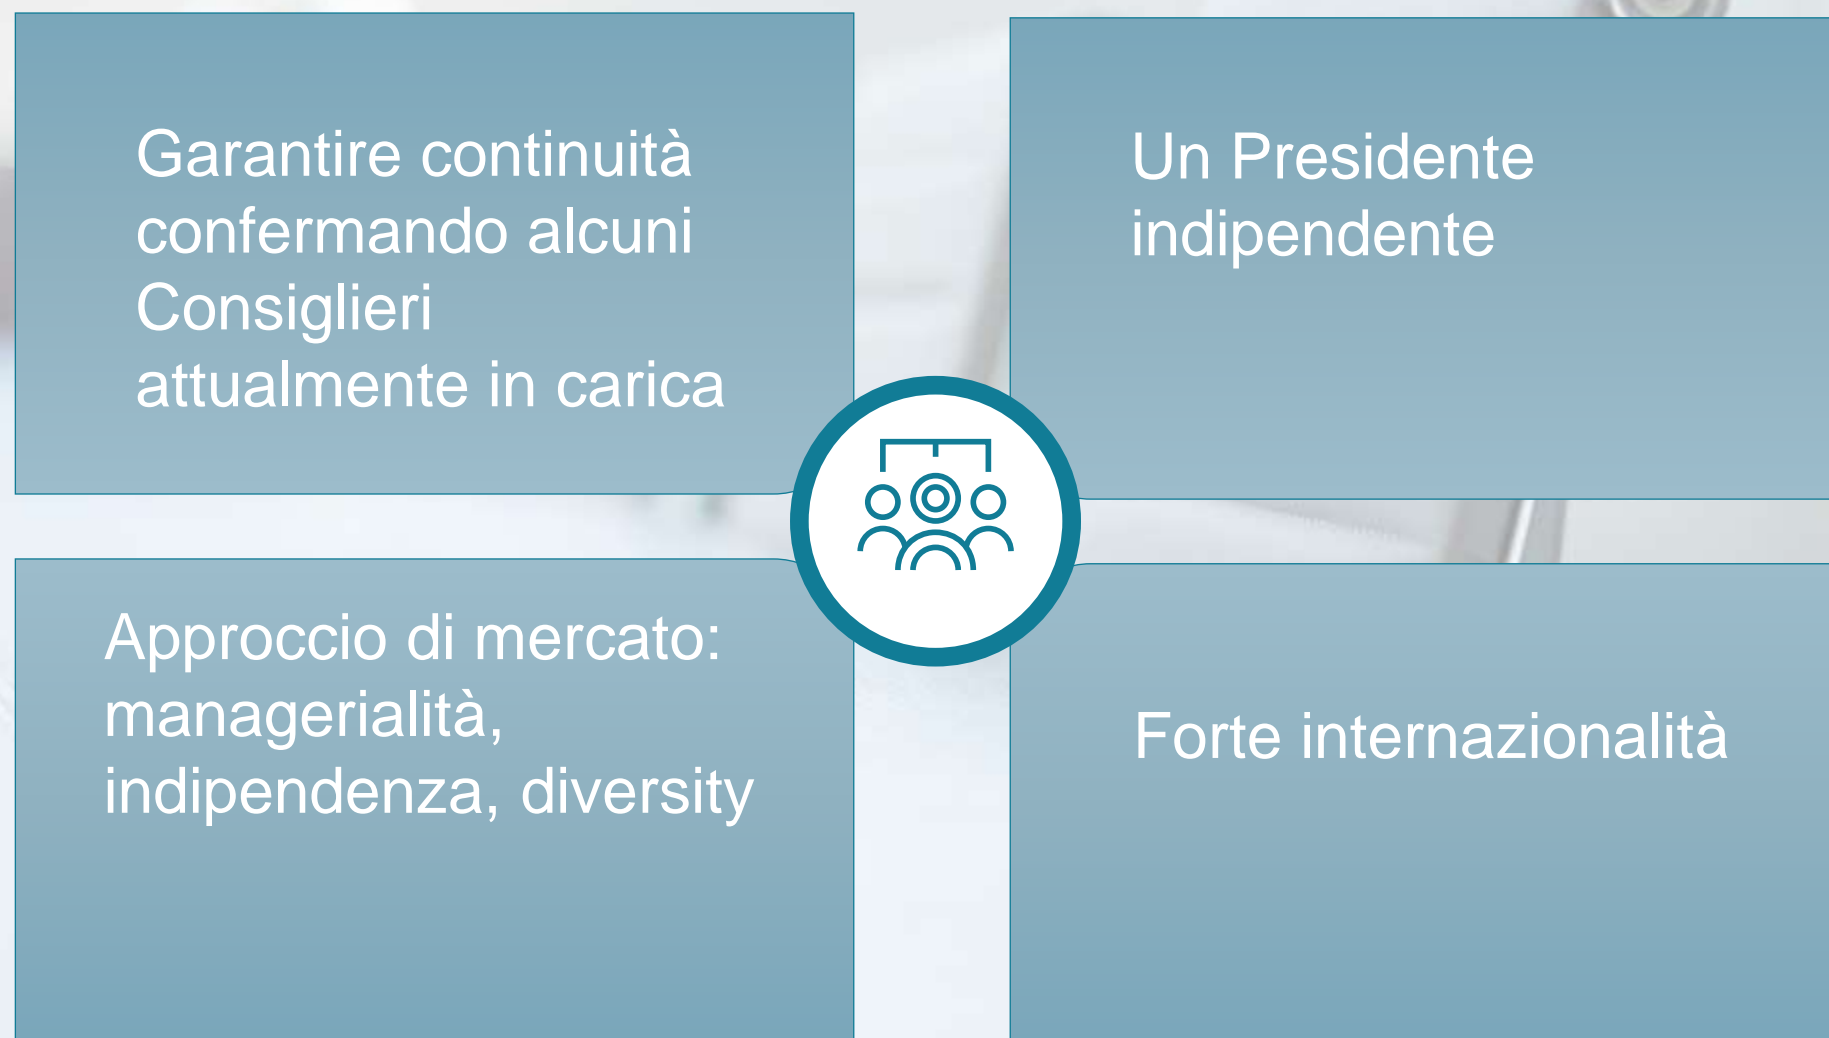 Garantire continuità
confermando alcuni
Consiglieri
attualmente in carica
Un Presidente
indipendente
Approccio di mercato:
managerialità,
indipendenza, diversity
Forte internazionalità